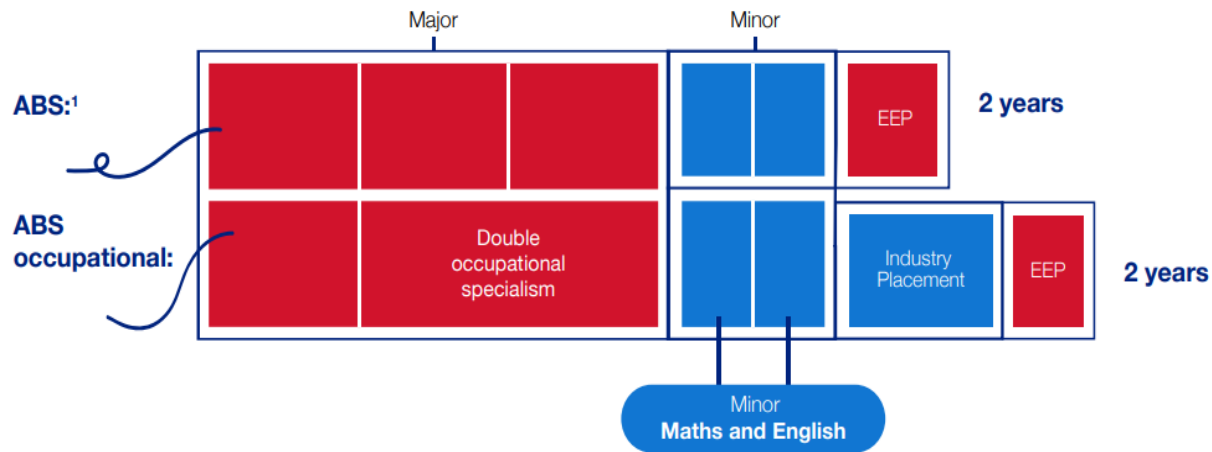 Major
Minor
ABS:¹
EEP
2 years
ABS
occupational:
Double
occupational
specialism
Industry
Placement
EEP
2 years
Minor
Maths and English